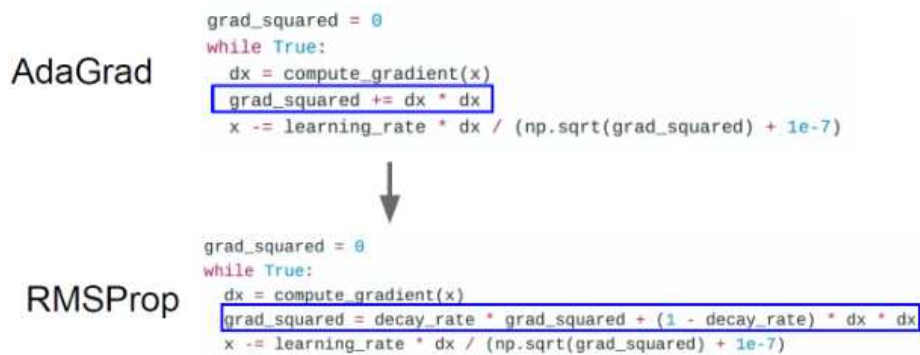 AdaGrad
grad_squared = 0
while True:
dx = compute_gradient(x)
grad_squared += dx * dx
x -= learning_rate * dx / (np.sqrt(grad_squared) + 1e-7)
RMSProp
grad_squared = 0
while True:
dx = compute_gradient(x)
grad_squared = decay_rate * grad_squared + (1 - decay_rate) * dx * dx
x -= learning_rate * dx / (np.sqrt(grad_squared) + 1e-7)